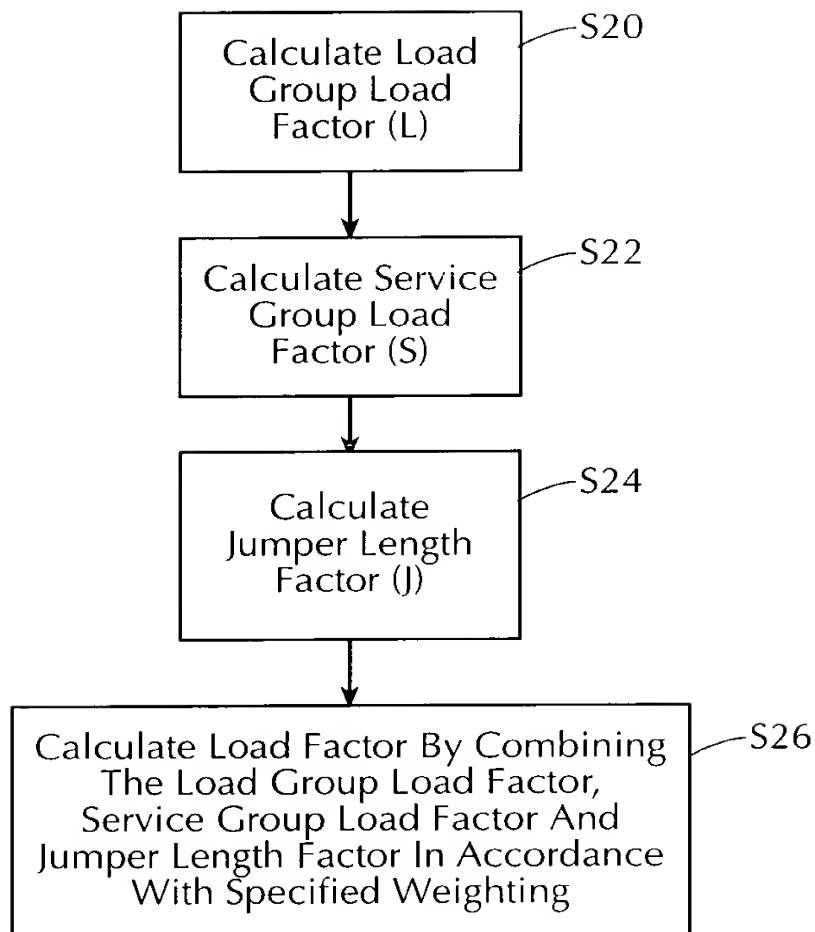 Calculate Load
Group Load
Factor (L)
S20
Calculate Service
Group Load
Factor (S)
S22
Calculate
Jumper Length
Factor (J)
S24
Calculate Load Factor By Combining
The Load Group Load Factor,
Service Group Load Factor And
Jumper Length Factor In Accordance
With Specified Weighting
S26